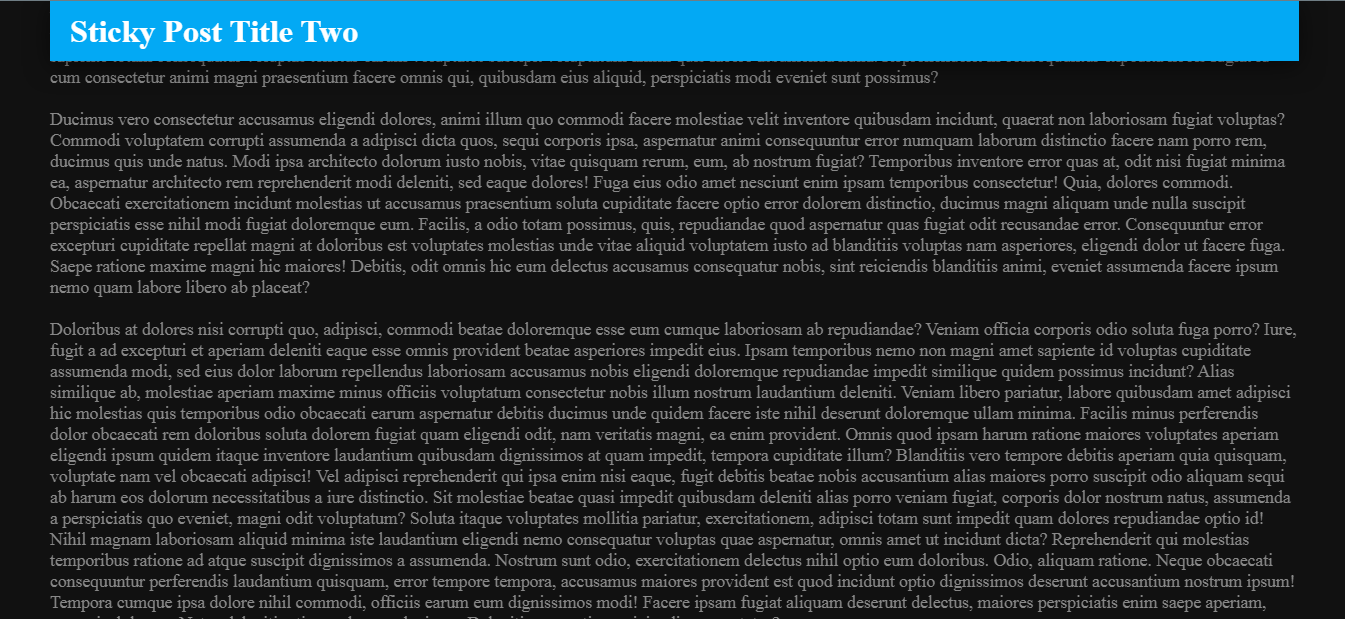 Sticky Post Title Two
cum consectetur animi magni praesentium facere omnis qui, quibusdam eius aliquid, perspiciatis modi eveniet sunt possimus?
Ducimus vero consectetur accusamus eligendi dolores, animi illum quo commodi facere molestiae velit inventore quibusdam incidunt, quaerat non laboriosam fugiat voluptas?
Commodi voluptatem corrupti assumenda a adipisci dicta quos, sequi corporis ipsa, aspernatur animi consequuntur error numquam laborum distinctio facere nam porro rem,
ducimus quis unde natus. Modi ipsa architecto dolorum iusto nobis, vitae quisquam rerum, eum, ab nostrum fugiat? Temporibus inventore error quas at, odit nisi fugiat minima
ea, aspernatur architecto rem reprehenderit modi deleniti, sed eaque dolores! Fuga eius odio amet nesciunt enim ipsam temporibus consectetur! Quia, dolores commodi.
Obcaecati exercitationem incidunt molestias ut accusamus praesentium soluta cupiditate facere optio error dolorem distinctio, ducimus magni aliquam unde nulla suscipit
perspiciatis esse nihil modi fugiat doloremque eum. Facilis, a odio totam possimus, quis, repudiandae quod aspernatur quas fugiat odit recusandae error. Consequuntur error
excepturi cupiditate repellat magni at doloribus est voluptates molestias unde vitae aliquid voluptatem iusto ad blanditiis voluptas nam asperiores, eligendi dolor ut facere fuga.
Saepe ratione maxime magni hic maiores! Debitis, odit omnis hic eum delectus accusamus consequatur nobis, sint reiciendis blanditiis animi, eveniet assumenda facere ipsum
nemo quam labore libero ab placeat?
Doloribus at dolores nisi corrupti quo, adipisci, commodi beatae doloremque esse eum cumque laboriosam ab repudiandae? Veniam officia corporis odio soluta fuga porro? Iure,
fugit a ad excepturi et aperiam deleniti eaque esse omnis provident beatae asperiores impedit eius. Ipsam temporibus nemo non magni amet sapiente id voluptas cupiditate
assumenda modi, sed eius dolor laborum repellendus laboriosam accusamus nobis eligendi doloremque repudiandae impedit similique quidem possimus incidunt? Alias
similique ab, molestiae aperiam maxime minus officiis voluptatum consectetur nobis illum nostrum laudantium deleniti. Veniam libero pariatur, labore quibusdam amet adipisci
hic molestias quis temporibus odio obcaecati earum aspernatur debitis ducimus unde quidem facere iste nihil deserunt doloremque ullam minima. Facilis minus perferendis
dolor obcaecati rem doloribus soluta dolorem fugiat quam eligendi odit, nam veritatis magni, ea enim provident. Omnis quod ipsam harum ratione maiores voluptates aperiam
eligendi ipsum quidem itaque inventore laudantium quibusdam dignissimos at quam impedit, tempora cupiditate illum? Blanditiis vero tempore debitis aperiam quia quisquam,
voluptate nam vel obcaecati adipisci! Vel adipisci reprehenderit qui ipsa enim nisi eaque, fugit debitis beatae nobis accusantium alias maiores porro suscipit odio aliquam sequi
ab harum eos dolorum necessitatibus a iure distinctio. Sit molestiae beatae quasi impedit quibusdam deleniti alias porro veniam fugiat, corporis dolor nostrum natus, assumenda
a perspiciatis quo eveniet, magni odit voluptatum? Soluta itaque voluptates mollitia pariatur, exercitationem, adipisci totam sunt impedit quam dolores repudiandae optio id!
Nihil magnam laboriosam aliquid minima iste laudantium eligendi nemo consequatur voluptas quae aspernatur, omnis amet ut incidunt dicta? Reprehenderit qui molestias
temporibus ratione ad atque suscipit dignissimos a assumenda. Nostrum sunt odio, exercitationem delectus nihil optio eum doloribus. Odio, aliquam ratione. Neque obcaecati
consequuntur perferendis laudantium quisquam, error tempore tempora, accusamus maiores provident est quod incidunt optio dignissimos deserunt accusantium nostrum ipsum!
Tempora cumque ipsa dolore nihil commodi, officiis earum eum dignissimos modi! Facere ipsam fugiat aliquam deserunt delectus, maiores perspiciatis enim saepe aperiam,